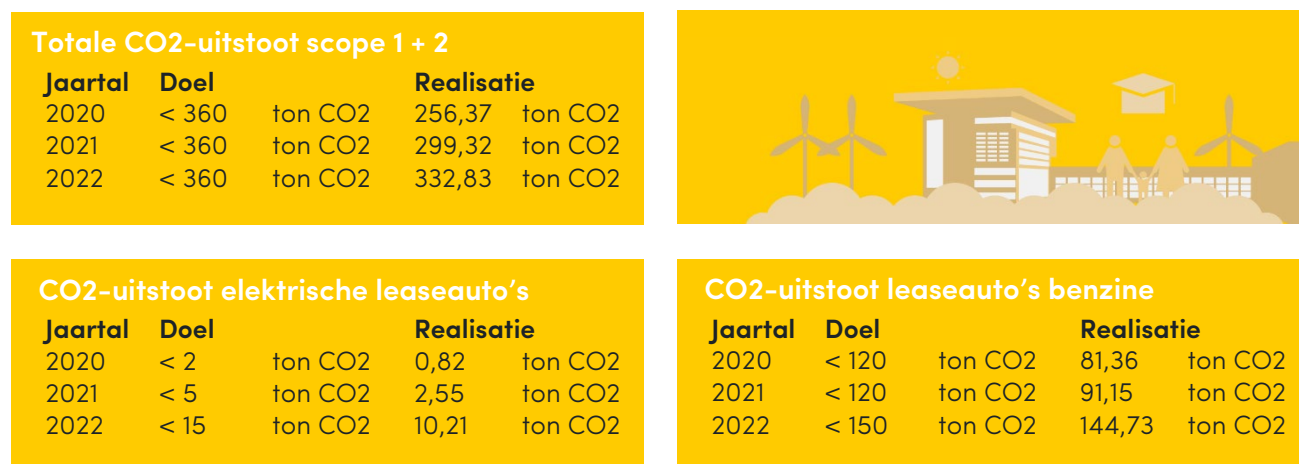 Totale CO2-uitstoot scope 1 + 2
Jaartal Doel Realisatie
2020 < 360 ton CO2 256,37 ton CO2
2021 < 360 ton CO2 299,32 ton CO2
2022 < 360 ton CO2 332,83 ton CO2
CO2-uitstoot elektrische leaseauto's
Jaartal Doel Realisatie
2020 < 2 ton CO2 0,82 ton CO2
2021 < 5 ton CO2 2,55 ton CO2
2022 < 15 ton CO2 10,21 ton CO2
CO2-uitstoot leaseauto's benzine
Jaartal Doel Realisatie
2020 < 120 ton CO2 81,36 ton CO2
2021 < 120 ton CO2 91,15 ton CO2
2022 < 150 ton CO2 144,73 ton CO2